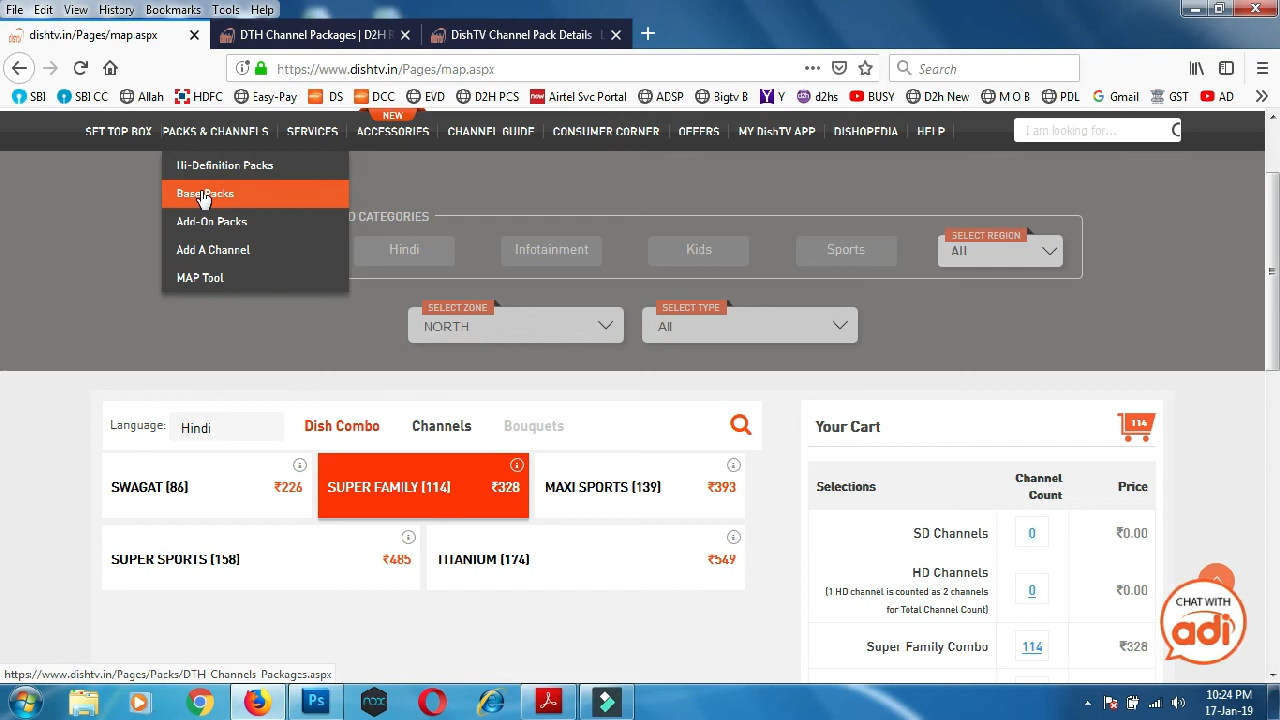 File Edit View History Bookmarks Tools Help
dishtv.in/Pages/map.aspx
DTH Channel Packages | D2H R
DishTV Channel Pack Details
https://www.dishtv.in/Pages/map.aspx
Search
SBI SBI CC Allah HDFC Easy-Pay DS DCC EVD D2H PCS Airtel Svc Portal ADSP Bigtv B Y d2hs BUSY D2h New M O B PDL Gmail GST AD
NEW
SET TOP BOX PACKS & CHANNELS SERVICES ACCESSORIES CHANNEL GUIDE CONSUMER CORNER OFFERS MY DishTV APP DISHOPEDIA HELP
I am looking for...
Hi-Definition Packs
Base Packs
Add-On Packs
Add A Channel
MAP Tool
D CATEGORIES
Hindi Infotainment Kids Sports
SELECT REGION
All
SELECT ZONE
NORTH
SELECT TYPE
All
Language: Hindi Dish Combo Channels Bouquets
SWAGAT (86) ₹226
SUPER FAMILY (114) ₹328
MAXI SPORTS (139) ₹393
SUPER SPORTS (158) ₹485
TITANIUM (174) ₹549
Your Cart 114
Selections Channel Count Price
SD Channels 0 ₹0.00
HD Channels 0 ₹0.00
(1 HD channel is counted as 2 channels
for Total Channel Count)
Super Family Combo 114 ₹328
CHAT WITH
adi
https://www.dishtv.in/Pages/Packs/DTH-Channels-Packages.aspx
Ps nox
10:24 PM
17-Jan-19